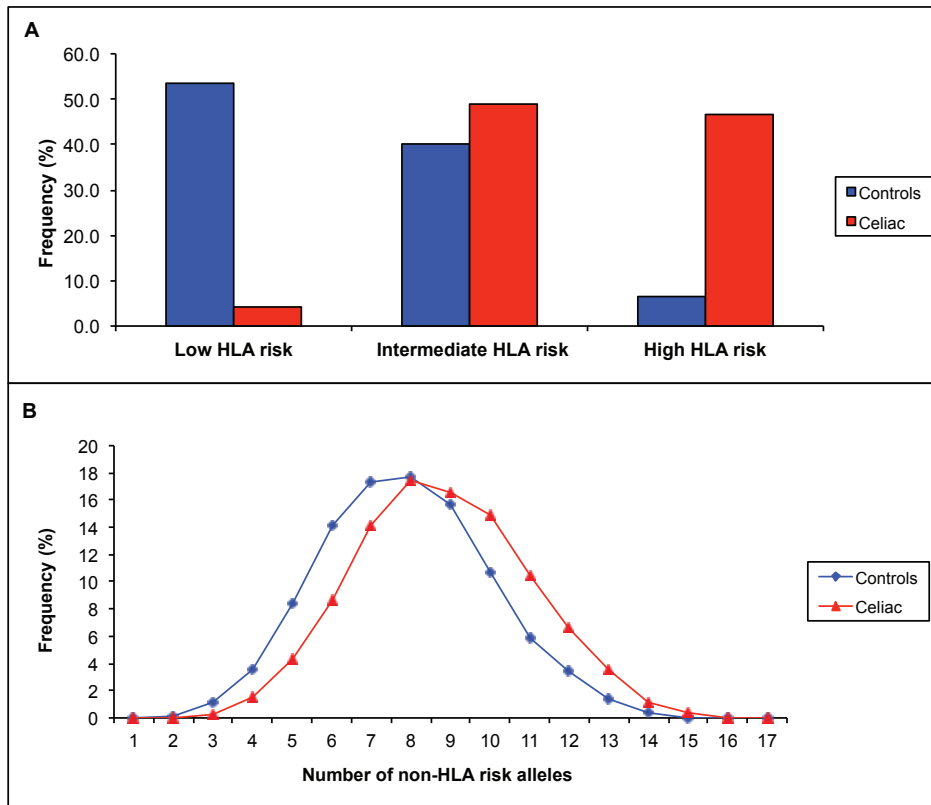 A
60.0
50.0
40.0
30.0
20.0
10.0
0.0
Frequency (%)
Low HLA risk Intermediate HLA risk High HLA risk
Controls
Celiac
B
20
18
16
14
12
10
8
6
4
2
0
Frequency (%)
1 2 3 4 5 6 7 8 9 10 11 12 13 14 15 16 17
Number of non-HLA risk alleles
Controls
Celiac